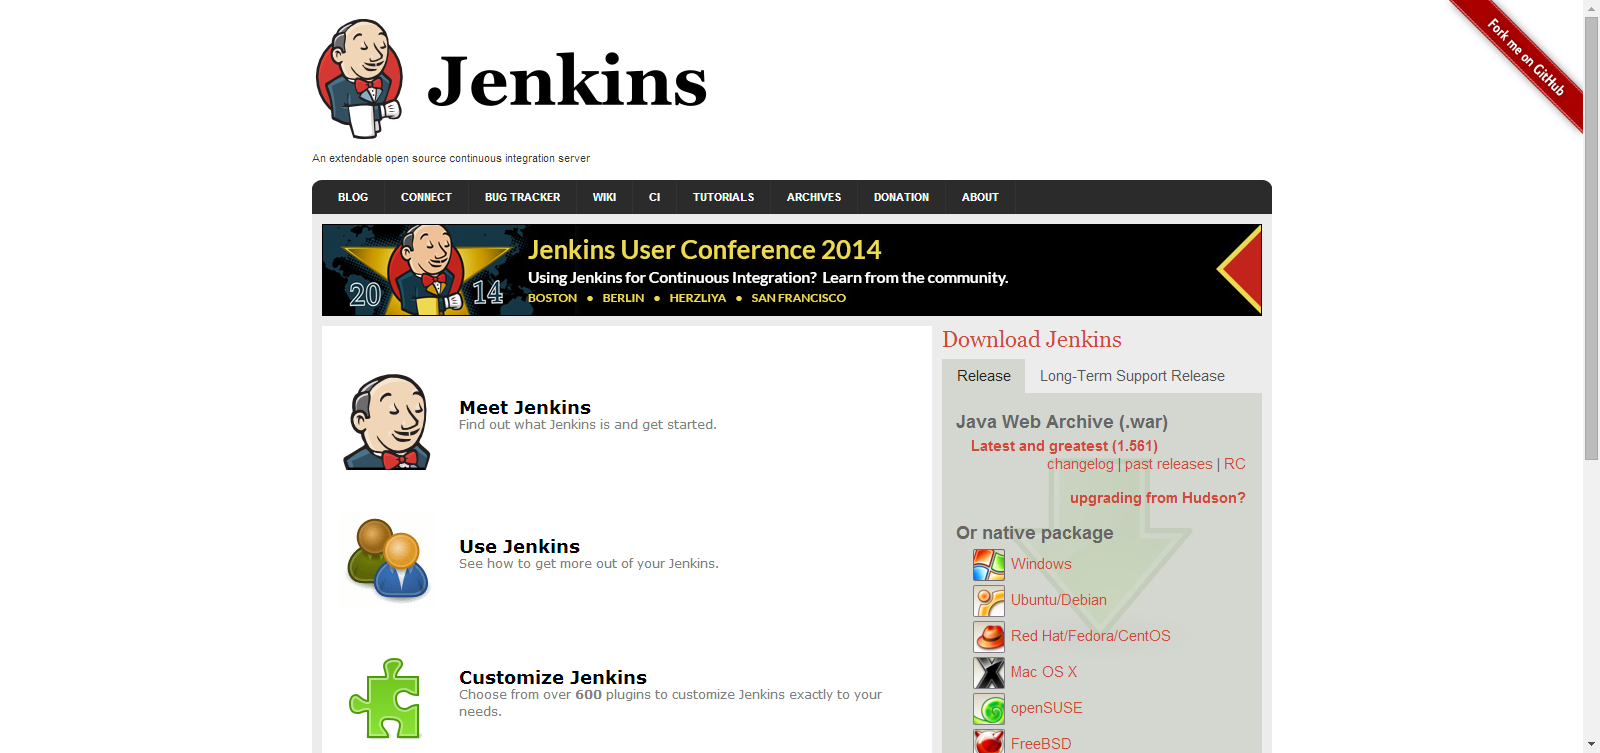 Jenkins
Fork me on GitHub
An extendable open source continuous integration server
BLOG CONNECT BUG TRACKER WIKI CI TUTORIALS ARCHIVES DONATION ABOUT
Jenkins User Conference 2014
Using Jenkins for Continuous Integration? Learn from the community.
2014
BOSTON • BERLIN • HERZLIYA • SAN FRANCISCO
Meet Jenkins
Find out what Jenkins is and get started.
Use Jenkins
See how to get more out of your Jenkins.
Customize Jenkins
Choose from over 600 plugins to customize Jenkins exactly to your
needs.
Download Jenkins
Release Long-Term Support Release
Java Web Archive (.war)
Latest and greatest (1.561)
changelog | past releases | RC
upgrading from Hudson?
Or native package
Windows
Ubuntu/Debian
Red Hat/Fedora/CentOS
Mac OS X
openSUSE
FreeBSD